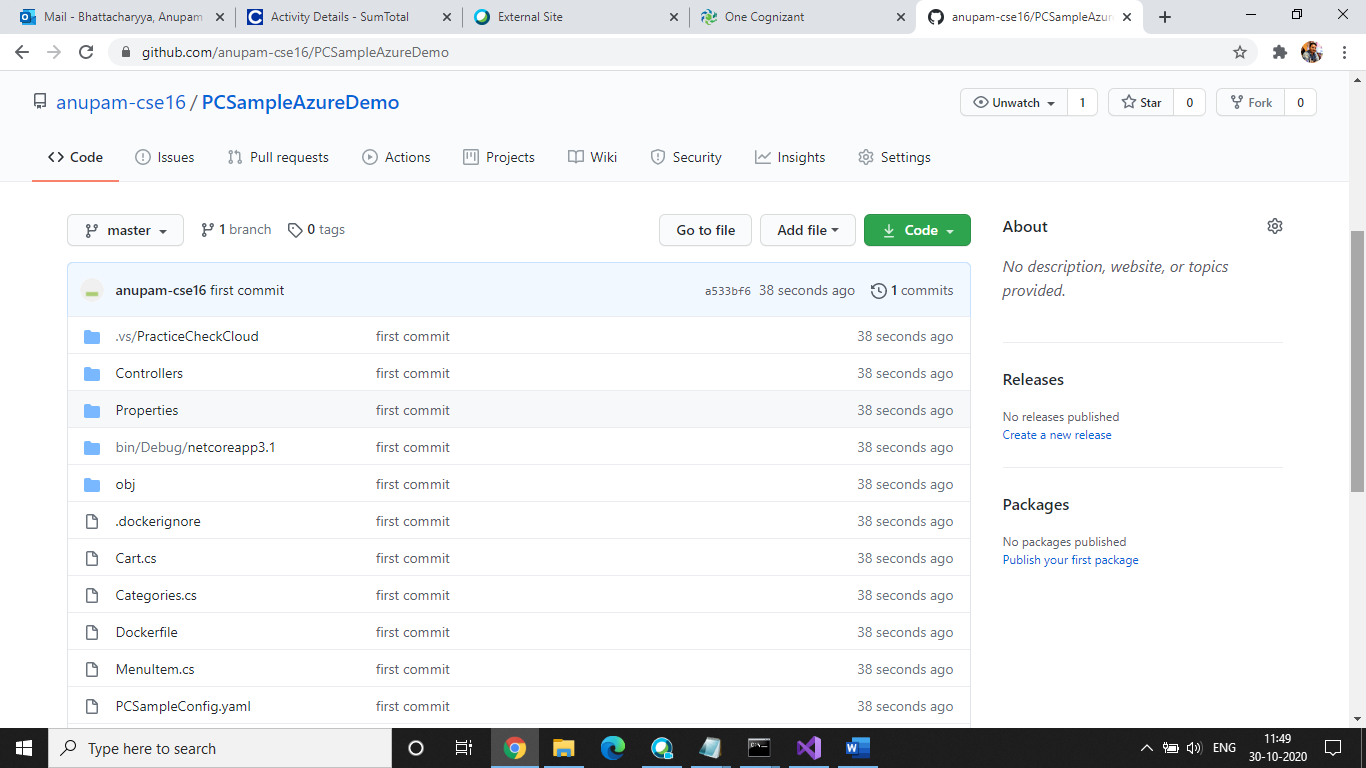 Mail - Bhattacharyya, Anupam
Activity Details - SumTotal
External Site
One Cognizant
anupam-cse16/PCSampleAzur
github.com/anupam-cse16/PCSampleAzureDemo
anupam-cse16 / PCSampleAzureDemo
Unwatch 1
Star 0
Fork 0
Code
Issues
Pull requests
Actions
Projects
Wiki
Security
Insights
Settings
master
1 branch
0 tags
Go to file
Add file
Code
anupam-cse16 first commit a533bf6 38 seconds ago 1 commits
.vs/PracticeCheckCloud first commit 38 seconds ago
Controllers first commit 38 seconds ago
Properties first commit 38 seconds ago
bin/Debug/netcoreapp3.1 first commit 38 seconds ago
obj first commit 38 seconds ago
.dockerignore first commit 38 seconds ago
Cart.cs first commit 38 seconds ago
Categories.cs first commit 38 seconds ago
Dockerfile first commit 38 seconds ago
MenuItem.cs first commit 38 seconds ago
PCSampleConfig.yaml first commit 38 seconds ago
About
No description, website, or topics
provided.
Releases
No releases published
Create a new release
Packages
No packages published
Publish your first package
Type here to search
ENG
11:49
30-10-2020